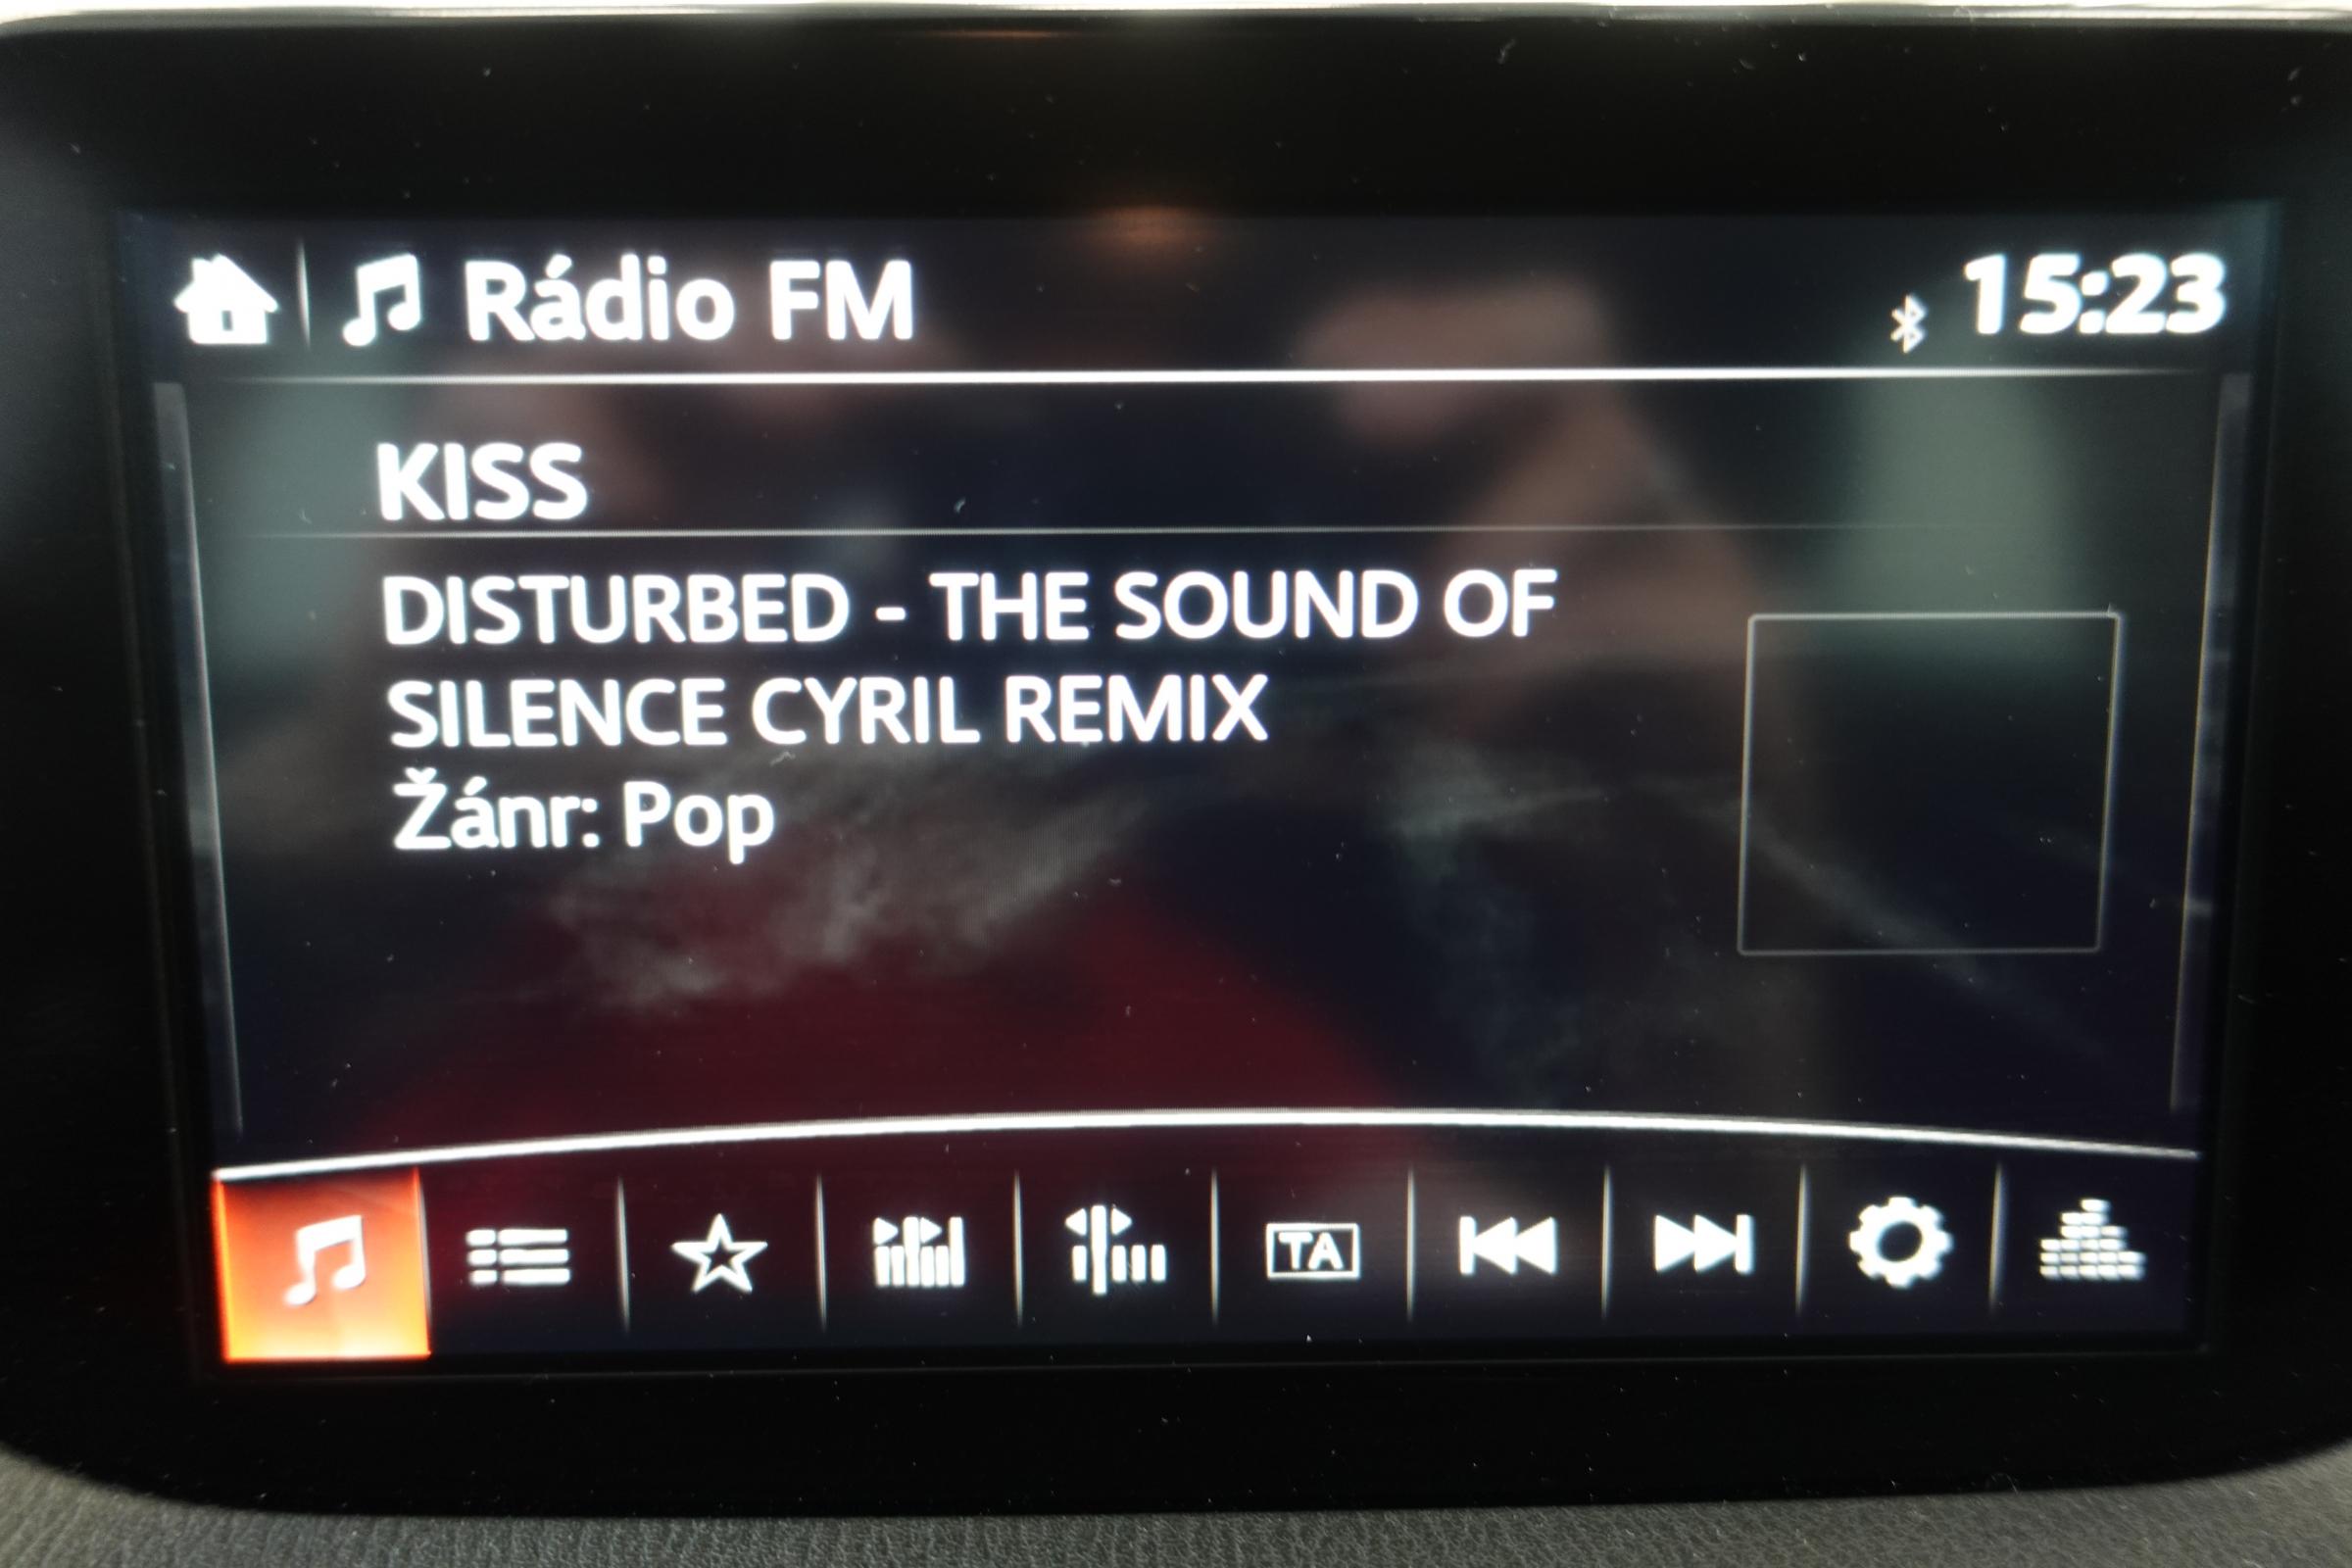 Rádio FM
15:23
KISS
DISTURBED - THE SOUND OF
SILENCE CYRIL REMIX
Žánr: Pop
TA